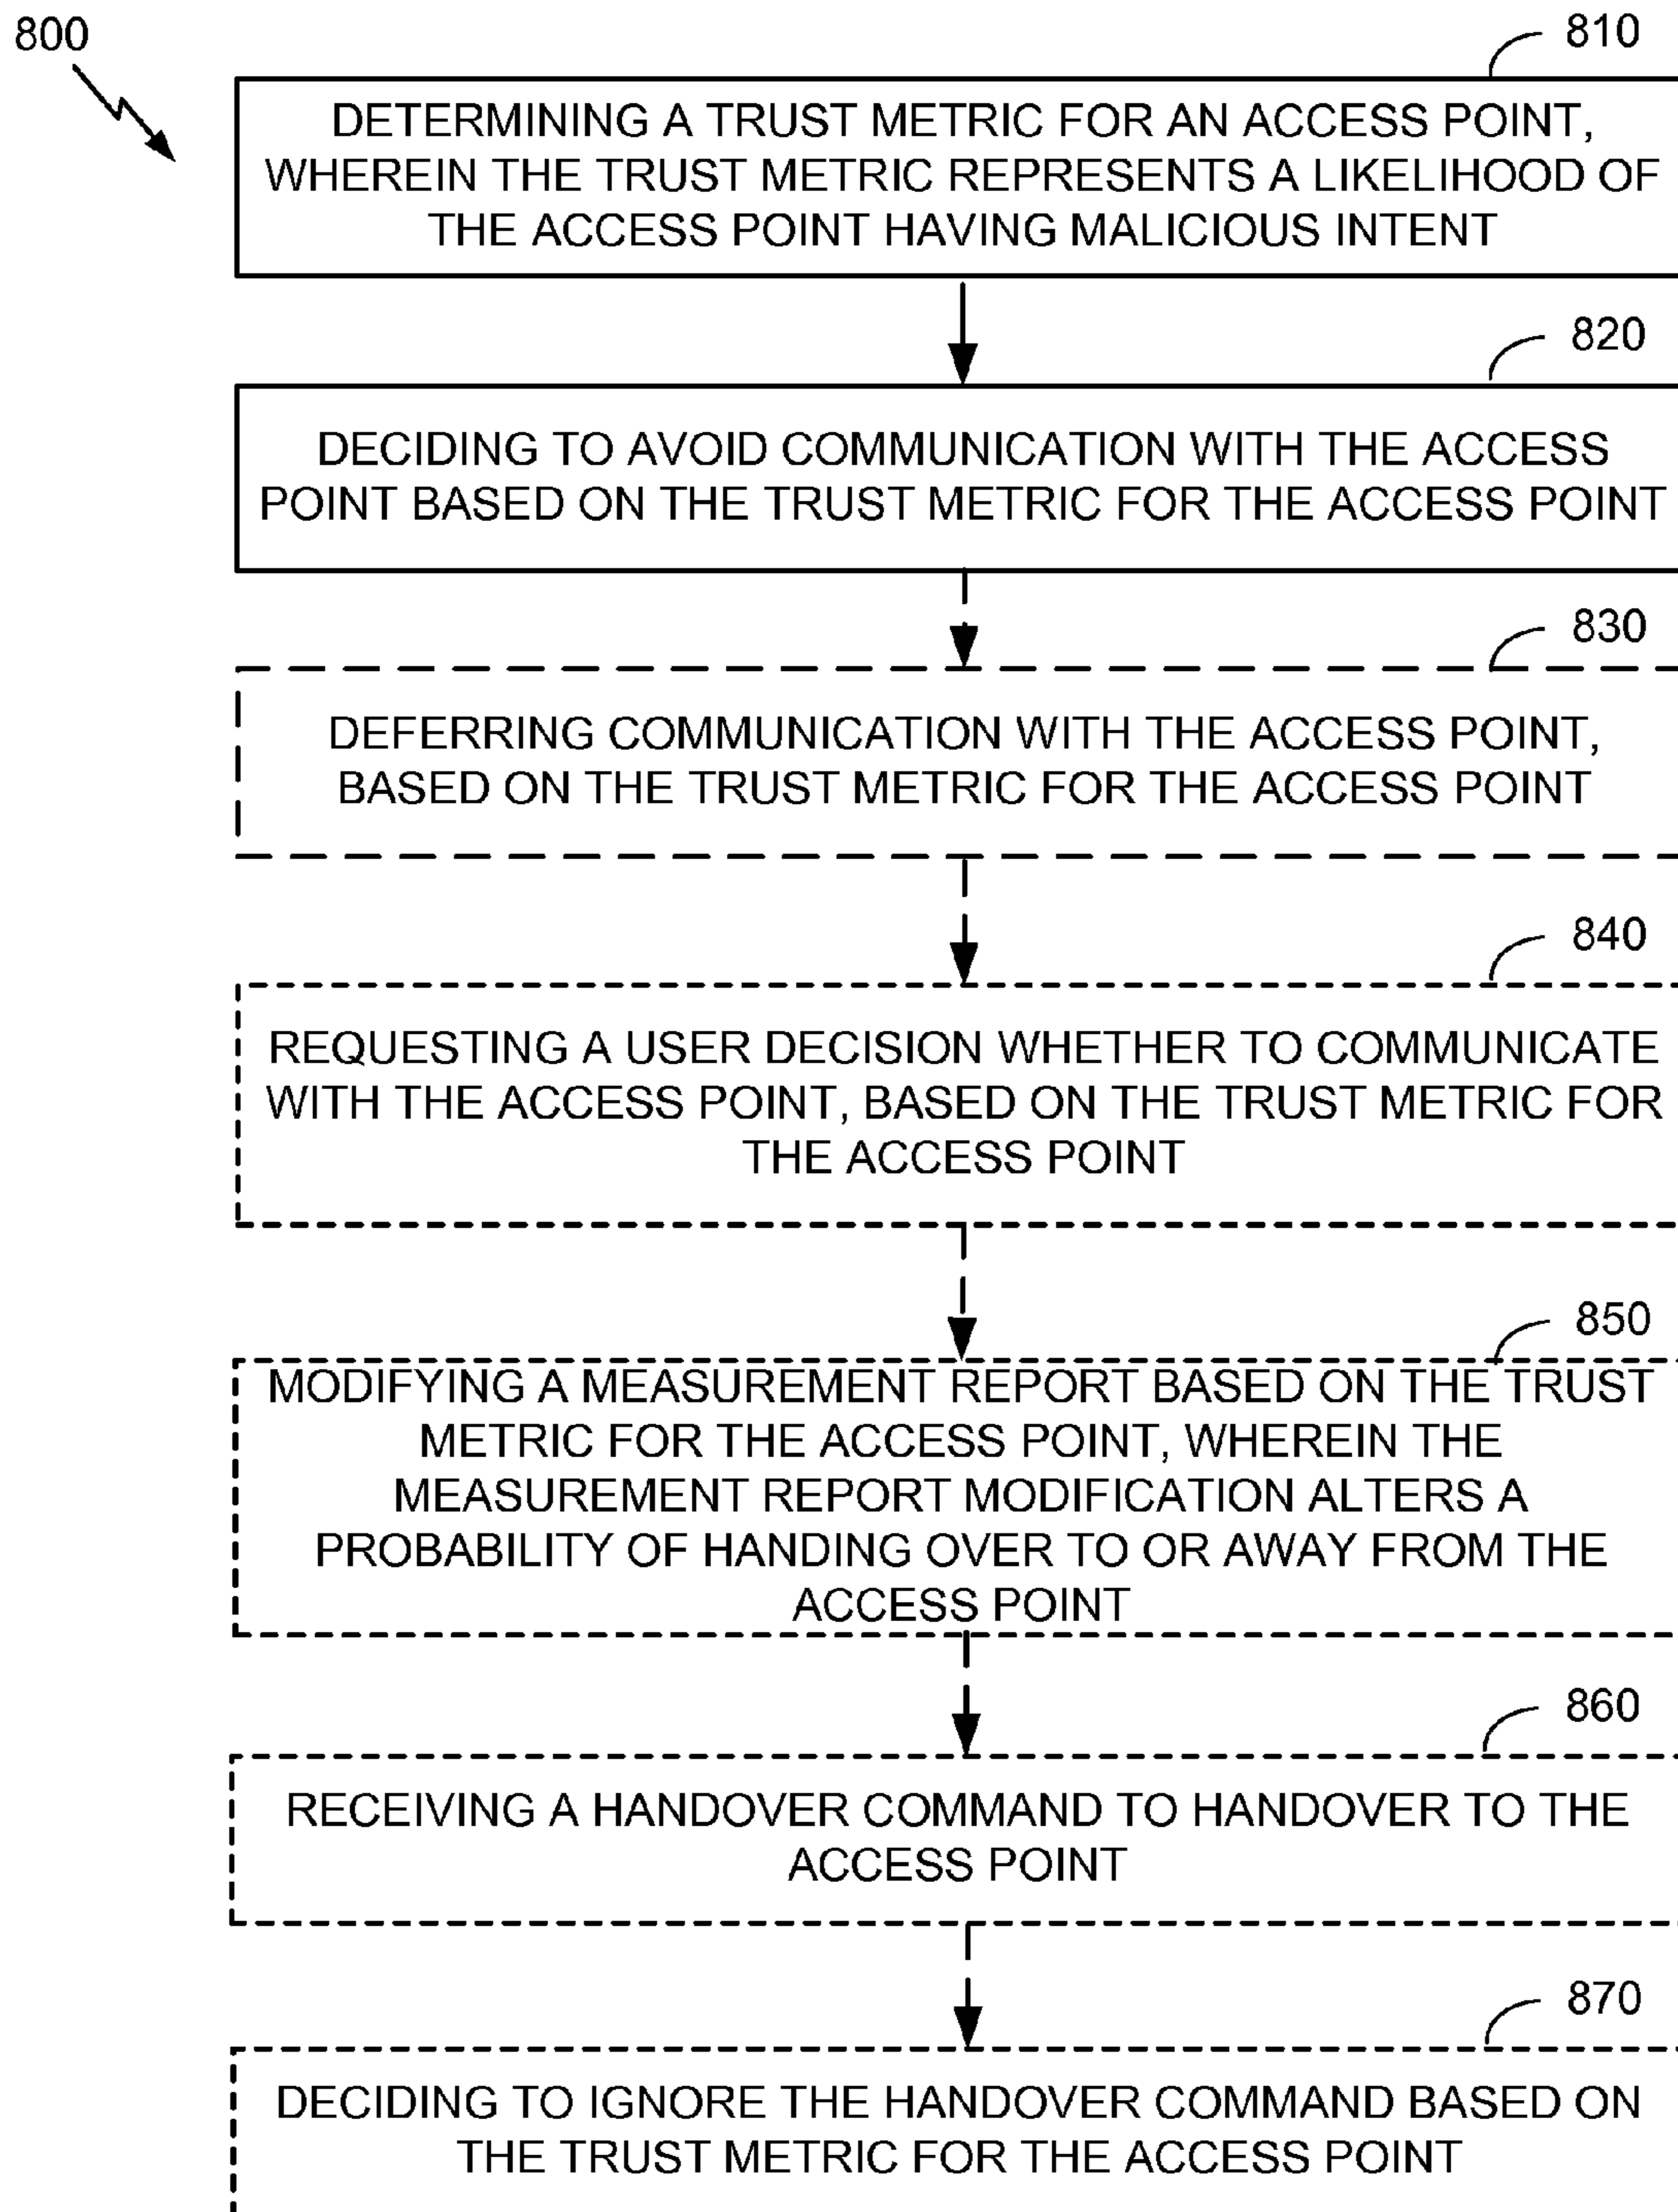 800
810
DETERMINING A TRUST METRIC FOR AN ACCESS POINT,
WHEREIN THE TRUST METRIC REPRESENTS A LIKELIHOOD OF
THE ACCESS POINT HAVING MALICIOUS INTENT
820
DECIDING TO AVOID COMMUNICATION WITH THE ACCESS
POINT BASED ON THE TRUST METRIC FOR THE ACCESS POINT
830
DEFERRING COMMUNICATION WITH THE ACCESS POINT,
BASED ON THE TRUST METRIC FOR THE ACCESS POINT
840
REQUESTING A USER DECISION WHETHER TO COMMUNICATE
WITH THE ACCESS POINT, BASED ON THE TRUST METRIC FOR
THE ACCESS POINT
850
MODIFYING A MEASUREMENT REPORT BASED ON THE TRUST
METRIC FOR THE ACCESS POINT, WHEREIN THE
MEASUREMENT REPORT MODIFICATION ALTERS A
PROBABILITY OF HANDING OVER TO OR AWAY FROM THE
ACCESS POINT
860
RECEIVING A HANDOVER COMMAND TO HANDOVER TO THE
ACCESS POINT
870
DECIDING TO IGNORE THE HANDOVER COMMAND BASED ON
THE TRUST METRIC FOR THE ACCESS POINT